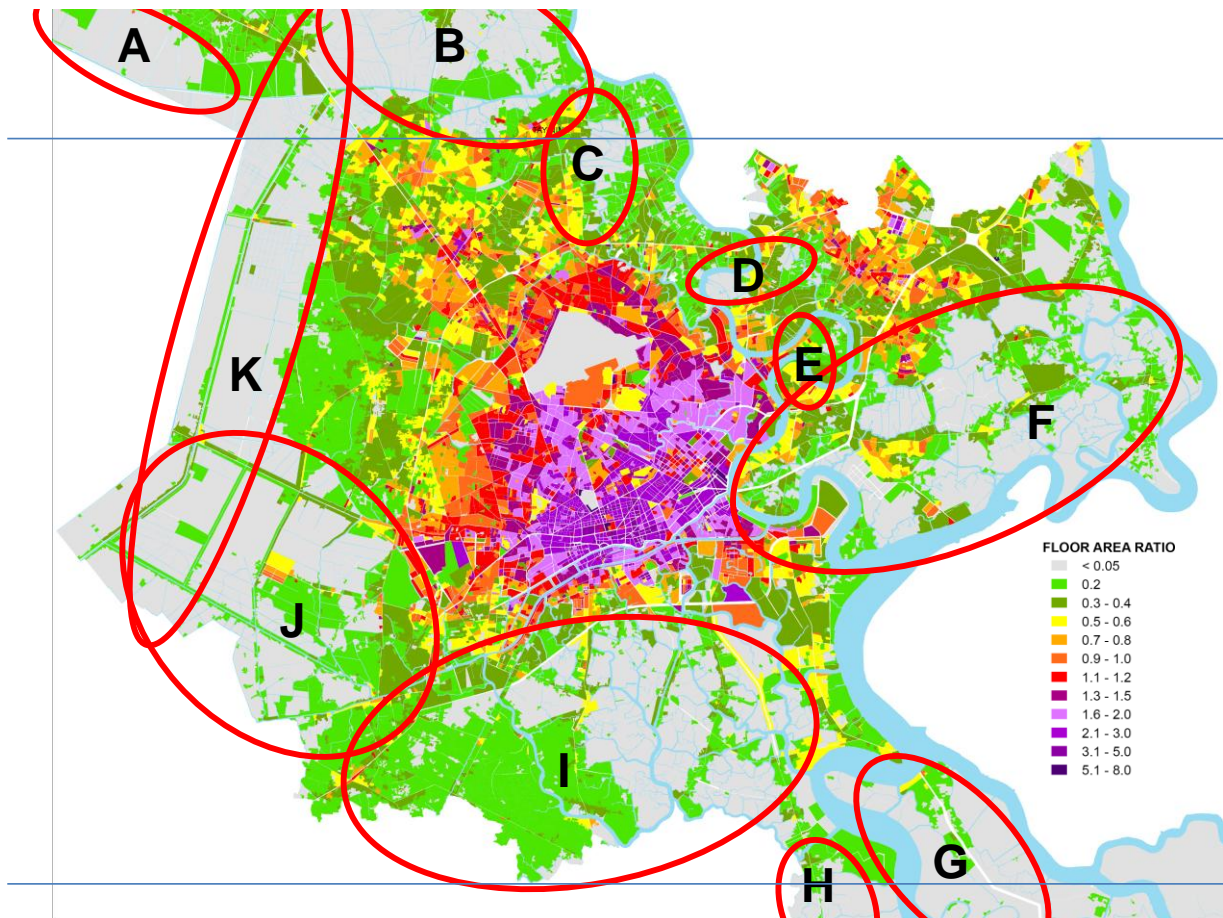 A
B
C
D
E
F
K
J
I
G
H
FLOOR AREA RATIO
< 0.05
0.2
0.3 - 0.4
0.5 - 0.6
0.7 - 0.8
0.9 - 1.0
1.1 - 1.2
1.3 - 1.5
1.6 - 2.0
2.1 - 3.0
3.1 - 5.0
5.1 - 8.0